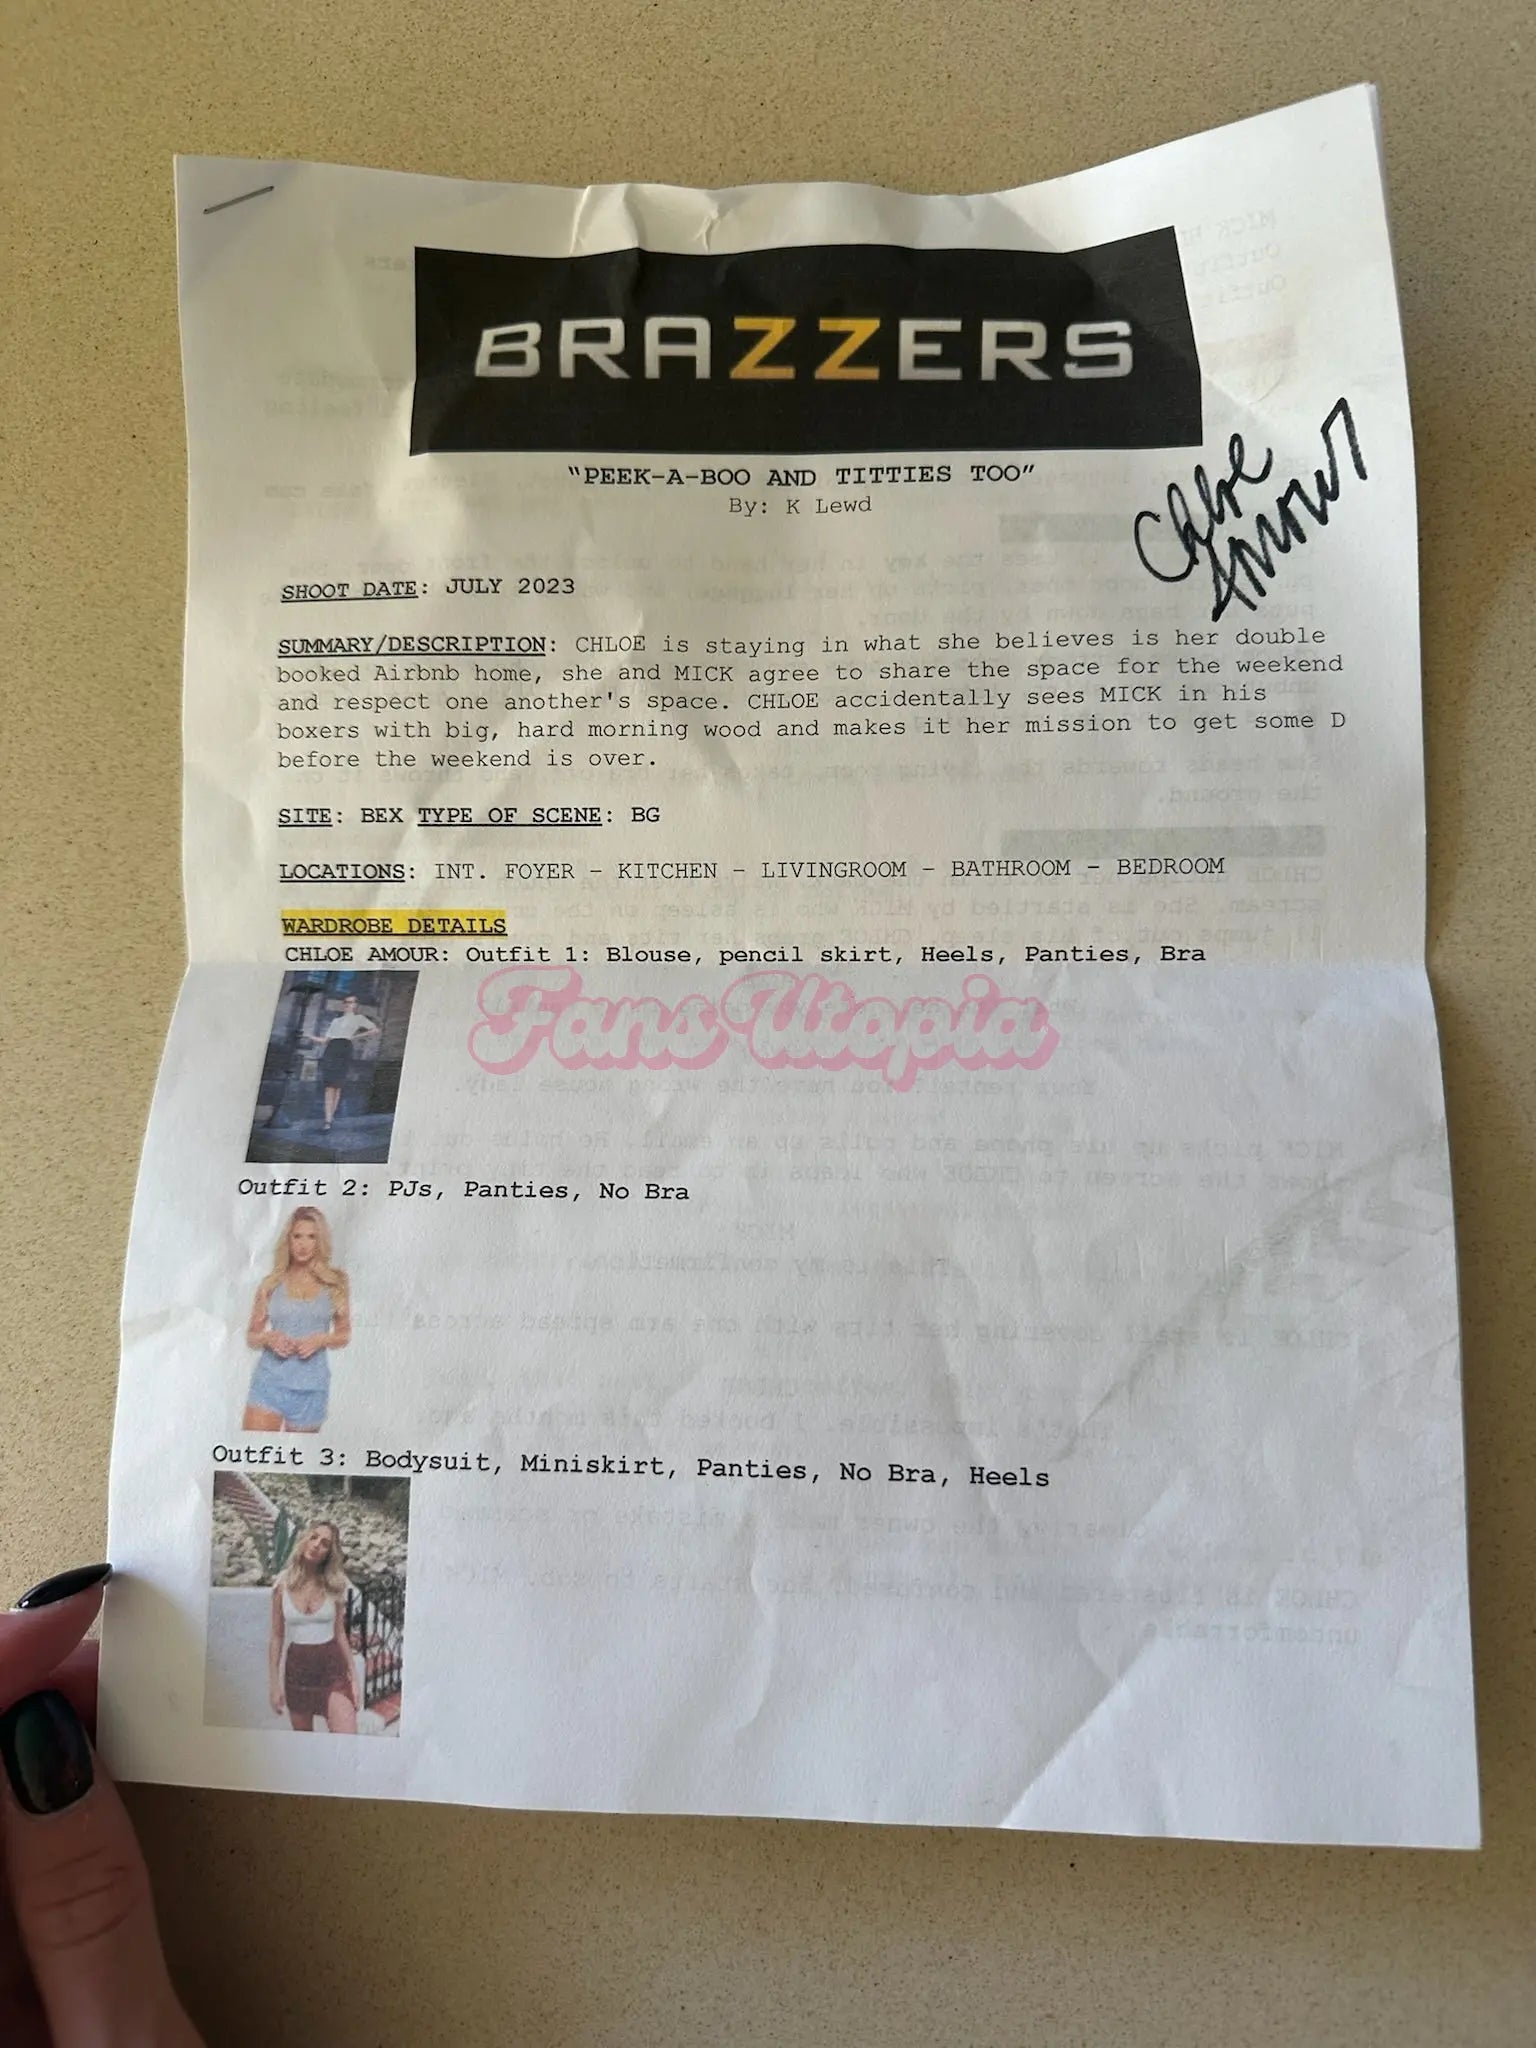 BRAZZERS
"PEEK-A-BOO AND TITTIES TOO"
By: K Lewd
Chloe
Amour
SHOOT DATE: JULY 2023
SUMMARY/DESCRIPTION: CHLOE is staying in what she believes is her double
booked Airbnb home, she and MICK agree to share the space for the weekend
and respect one another's space. CHLOE accidentally sees MICK in his
boxers with big, hard morning wood and makes it her mission to get some D
before the weekend is over.
SITE: BEX TYPE OF SCENE: BG
LOCATIONS: INT. FOYER - KITCHEN - LIVINGROOM - BATHROOM - BEDROOM
WARDROBE DETAILS
CHLOE AMOUR: Outfit 1: Blouse, pencil skirt, Heels, Panties, Bra
Fans Utopia
Outfit 2: PJs, Panties, No Bra
Outfit 3: Bodysuit, Miniskirt, Panties, No Bra, Heels